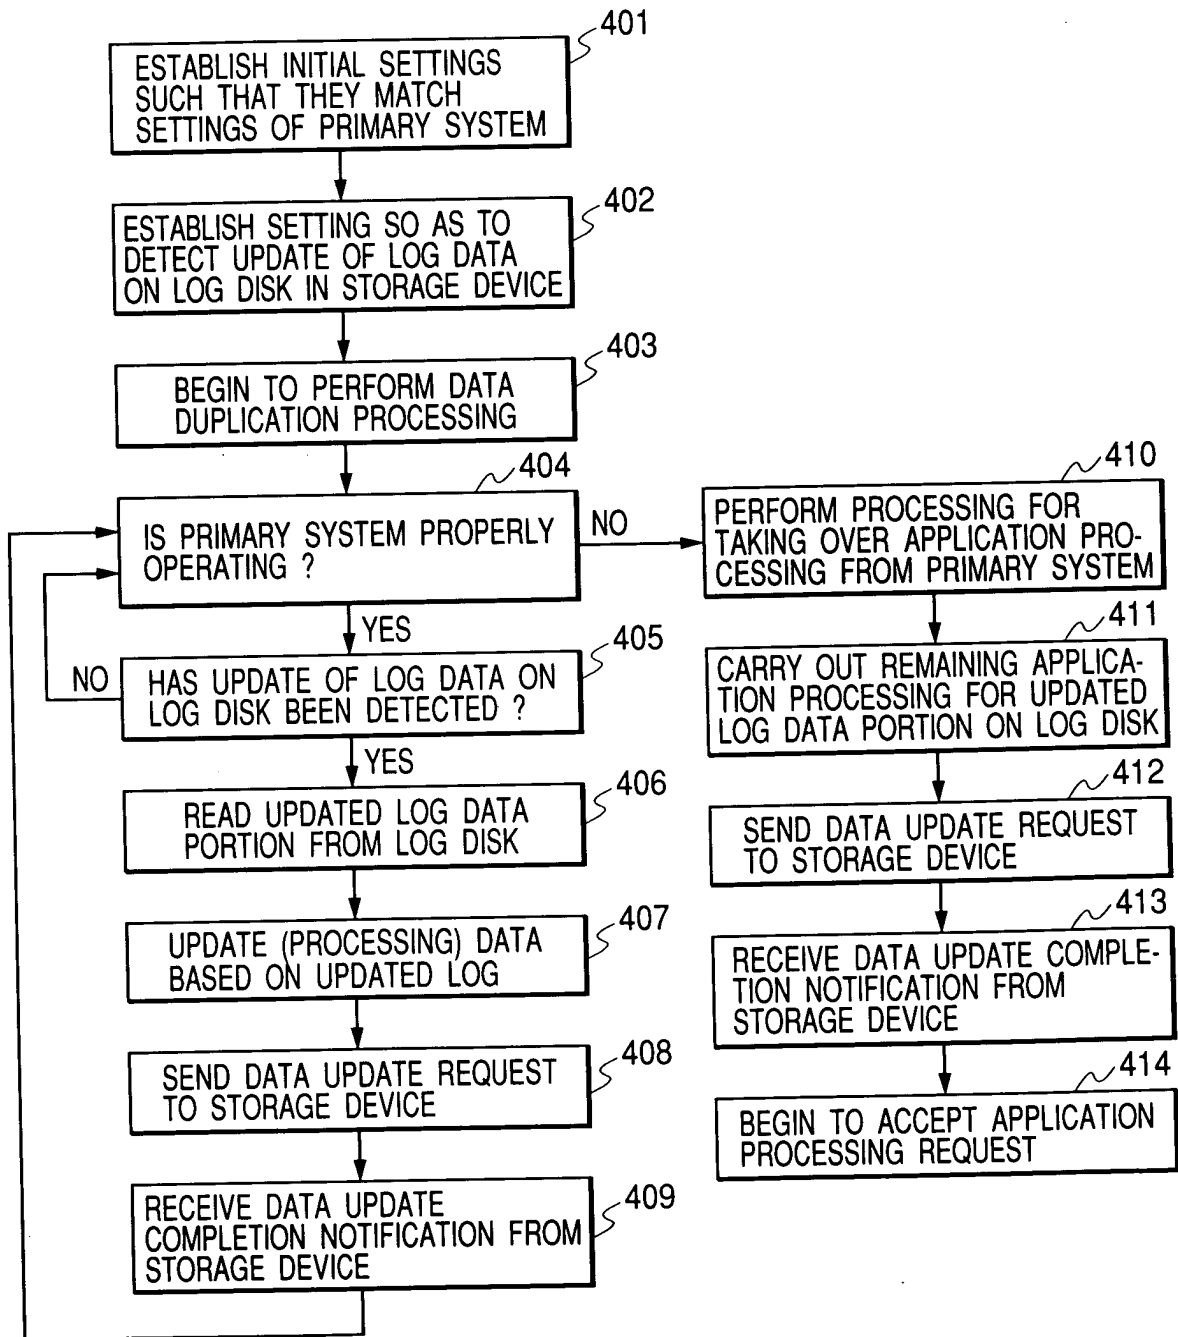 401
ESTABLISH INITIAL SETTINGS
SUCH THAT THEY MATCH
SETTINGS OF PRIMARY SYSTEM
402
ESTABLISH SETTING SO AS TO
DETECT UPDATE OF LOG DATA
ON LOG DISK IN STORAGE DEVICE
403
BEGIN TO PERFORM DATA
DUPLICATION PROCESSING
404
IS PRIMARY SYSTEM PROPERLY
OPERATING ?
NO
YES
405
HAS UPDATE OF LOG DATA ON
LOG DISK BEEN DETECTED ?
NO
YES
406
READ UPDATED LOG DATA
PORTION FROM LOG DISK
407
UPDATE (PROCESSING) DATA
BASED ON UPDATED LOG
408
SEND DATA UPDATE REQUEST
TO STORAGE DEVICE
409
RECEIVE DATA UPDATE
COMPLETION NOTIFICATION FROM
STORAGE DEVICE
410
PERFORM PROCESSING FOR
TAKING OVER APPLICATION PRO-
CESSING FROM PRIMARY SYSTEM
411
CARRY OUT REMAINING APPLICA-
TION PROCESSING FOR UPDATED
LOG DATA PORTION ON LOG DISK
412
SEND DATA UPDATE REQUEST
TO STORAGE DEVICE
413
RECEIVE DATA UPDATE COMPLE-
TION NOTIFICATION FROM
STORAGE DEVICE
414
BEGIN TO ACCEPT APPLICATION
PROCESSING REQUEST